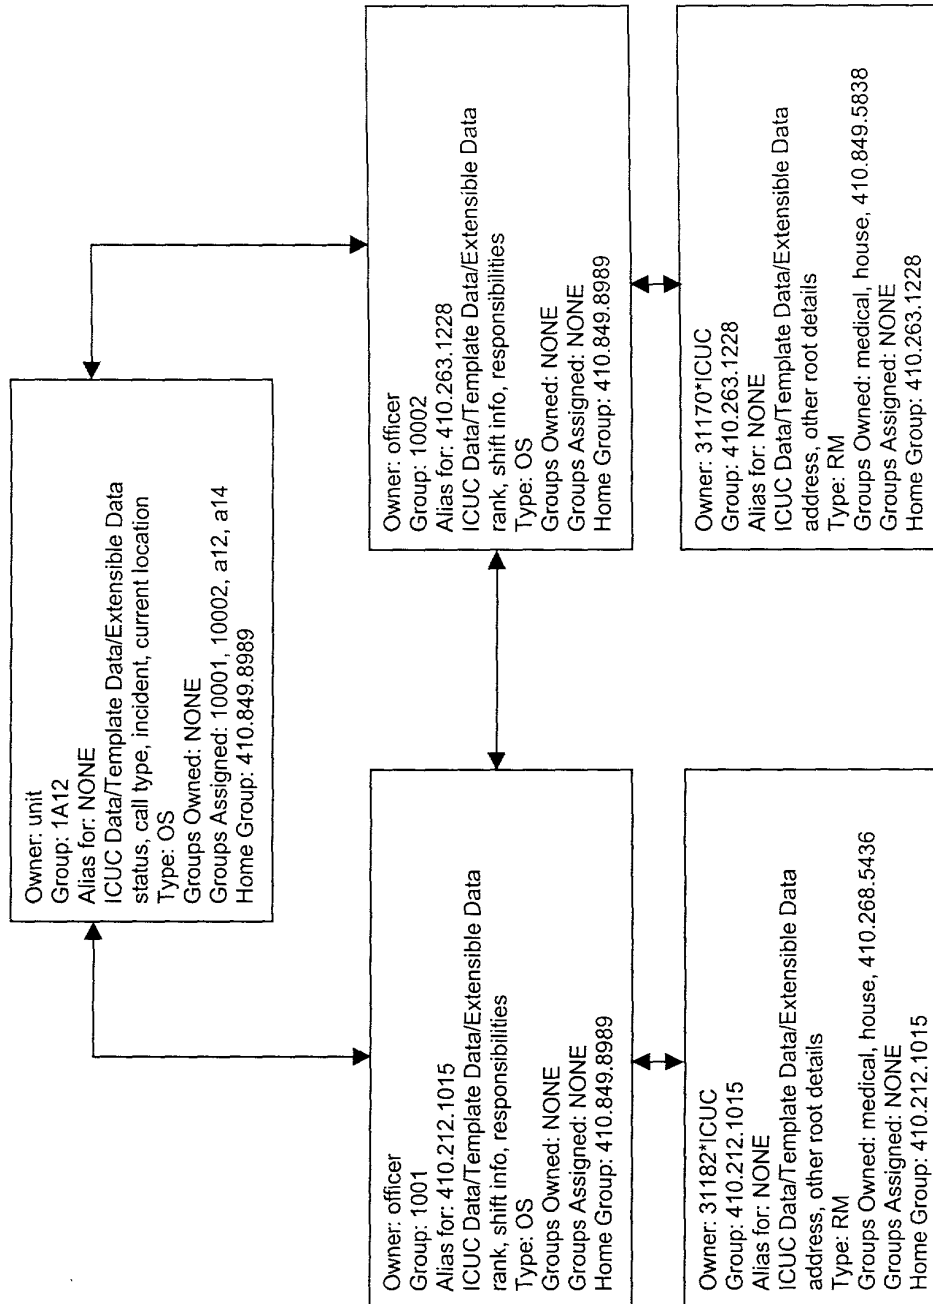 Owner: unit
Group: 1A12
Alias for: NONE
ICUC Data/Template Data/Extensible Data
status, call type, incident, current location
Type: OS
Groups Owned: NONE
Groups Assigned: 10001, 10002, a12, a14
Home Group: 410.849.8989
Owner: officer
Group: 1001
Alias for: 410.212.1015
ICUC Data/Template Data/Extensible Data
rank, shift info, responsibilities
Type: OS
Groups Owned: NONE
Groups Assigned: NONE
Home Group: 410.849.8989
Owner: officer
Group: 10002
Alias for: 410.263.1228
ICUC Data/Template Data/Extensible Data
rank, shift info, responsibilities
Type: OS
Groups Owned: NONE
Groups Assigned: NONE
Home Group: 410.849.8989
Owner: 31182*ICUC
Group: 410.212.1015
Alias for: NONE
ICUC Data/Template Data/Extensible Data
address, other root details
Type: RM
Groups Owned: medical, house, 410.268.5436
Groups Assigned: NONE
Home Group: 410.212.1015
Owner: 31170*ICUC
Group: 410.263.1228
Alias for: NONE
ICUC Data/Template Data/Extensible Data
address, other root details
Type: RM
Groups Owned: medical, house, 410.849.5838
Groups Assigned: NONE
Home Group: 410.263.1228